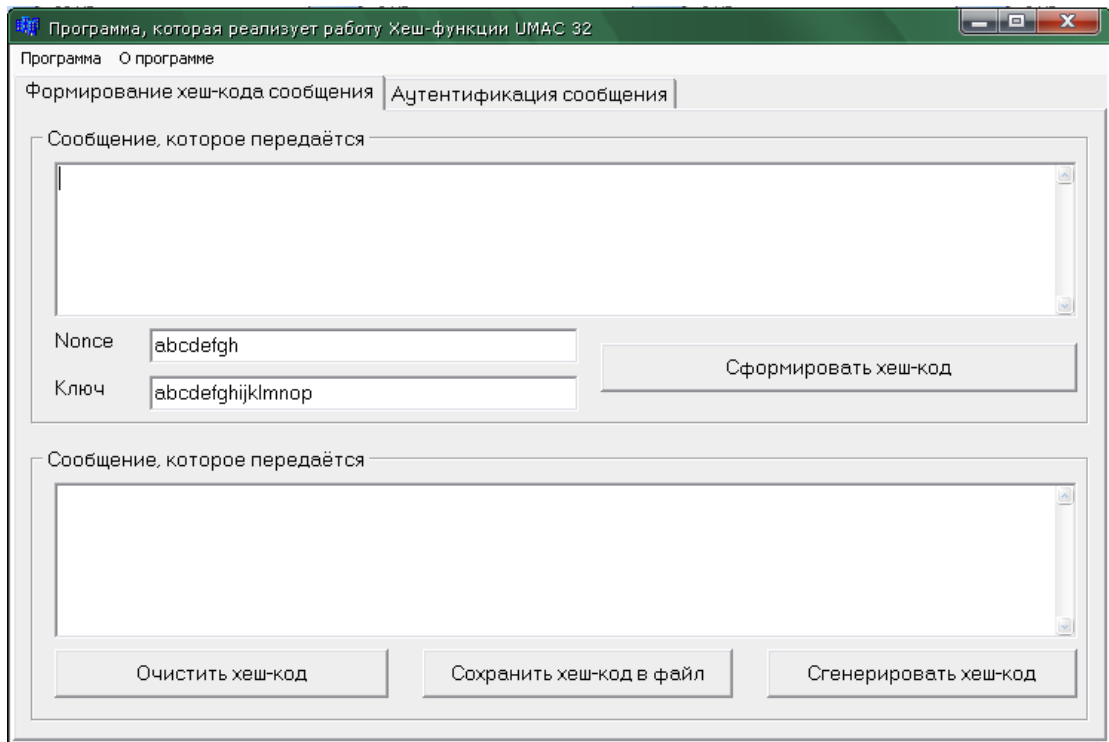 Программа, которая реализует работу Хеш-функции UMAC 32
Программа О программе
Формирование хеш-кода сообщения Аутентификация сообщения
Сообщение, которое передаётся
Nonce abcdefgh
Сформировать хеш-код
Ключ abcdefghijklmnop
Сообщение, которое передаётся
Очистить хеш-код Сохранить хеш-код в файл Сгенерировать хеш-код